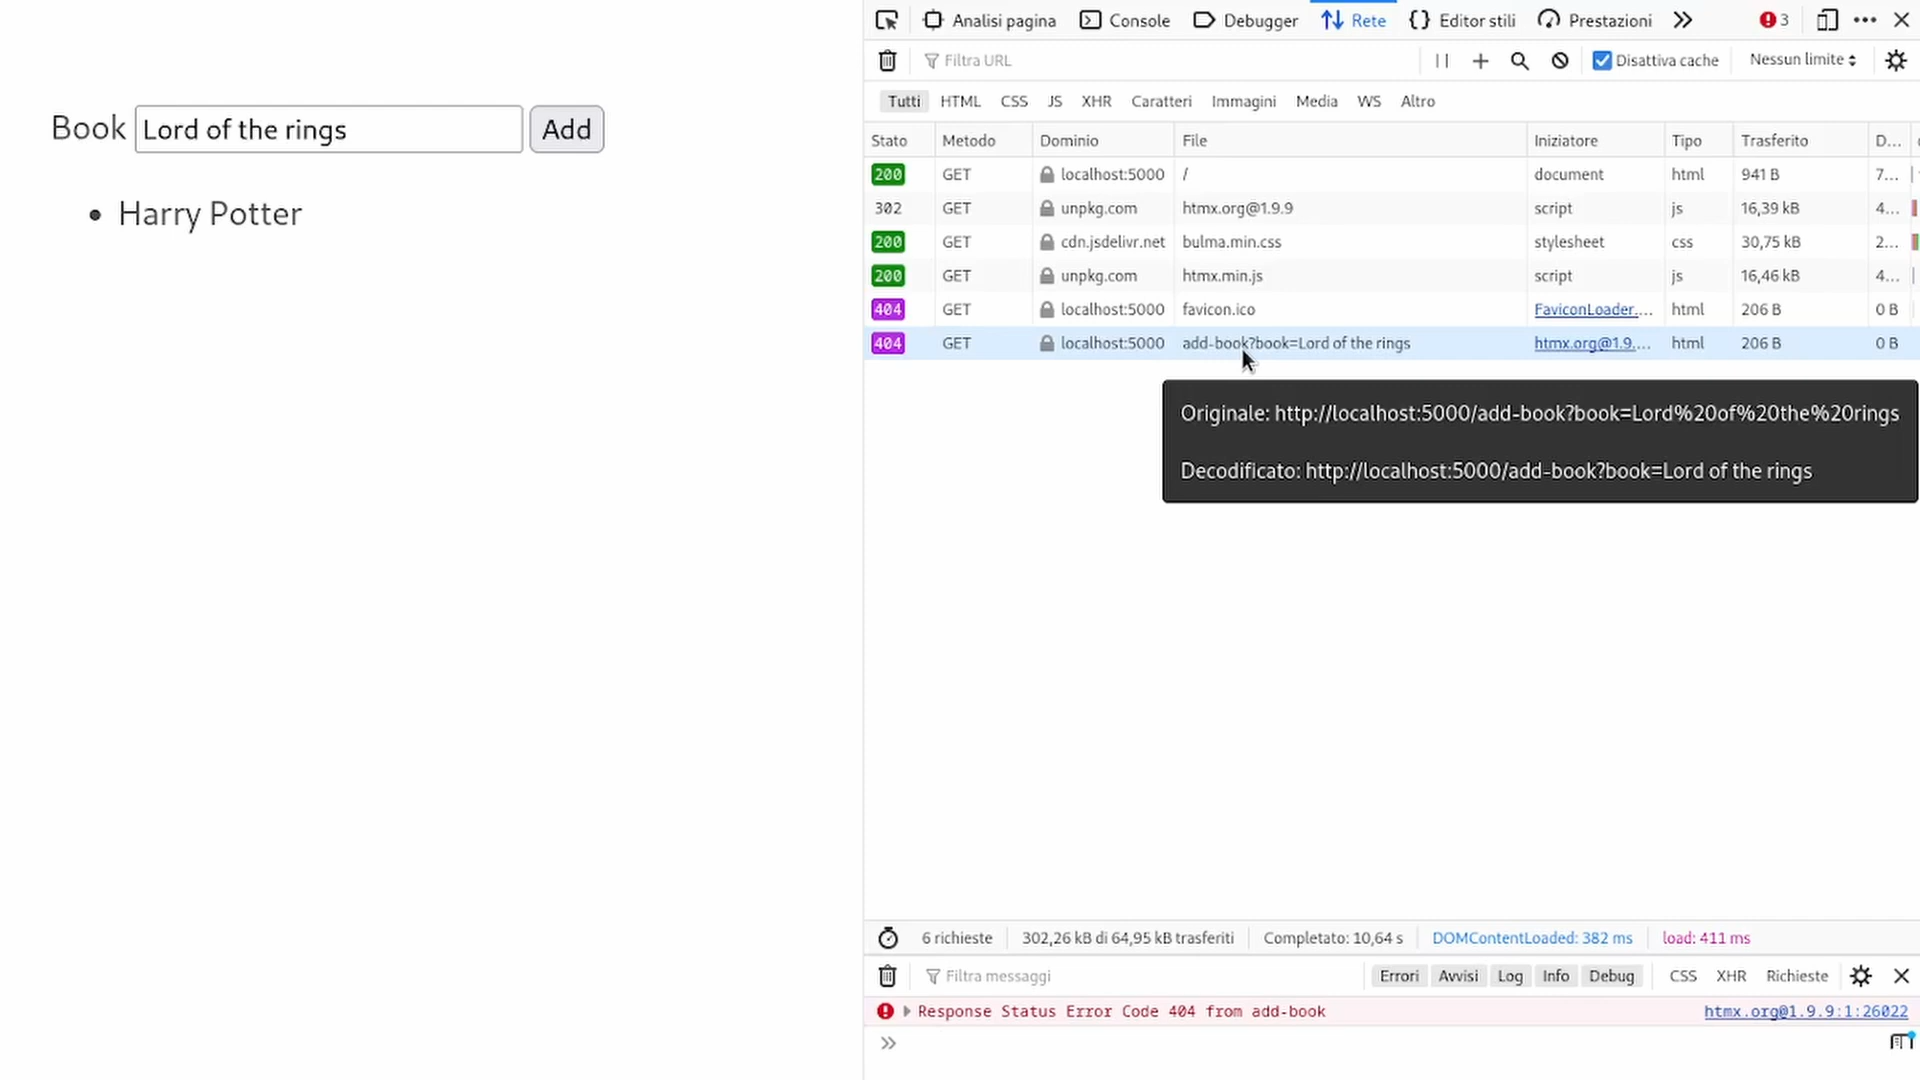 Book Lord of the rings Add
• Harry Potter
Analisi pagina Console Debugger Rete Editor stili Prestazioni 3
Filtra URL Disattiva cache Nessun limite
Tutti HTML CSS JS XHR Caratteri Immagini Media WS Altro
Stato Metodo Dominio File Iniziatore Tipo Trasferito D...
200 GET localhost:5000 / document html 941 B 7...
302 GET unpkg.com htmx.org@1.9.9 script js 16,39 kB 4...
200 GET cdn.jsdelivr.net bulma.min.css stylesheet css 30,75 kB 2...
200 GET unpkg.com htmx.min.js script js 16,46 kB 4...
404 GET localhost:5000 favicon.ico FaviconLoader.... html 206 B 0 B
404 GET localhost:5000 add-book?book=Lord of the rings htmx.org@1.9.... html 206 B 0 B
Originale: http://localhost:5000/add-book?book=Lord%20of%20the%20rings
Decodificato: http://localhost:5000/add-book?book=Lord of the rings
6 richieste 302,26 kB di 64,95 kB trasferiti Completato: 10,64 s DOMContentLoaded: 382 ms load: 411 ms
Filtra messaggi Errori Avvisi Log Info Debug CSS XHR Richieste
Response Status Error Code 404 from add-book htmx.org@1.9.9:1:26022